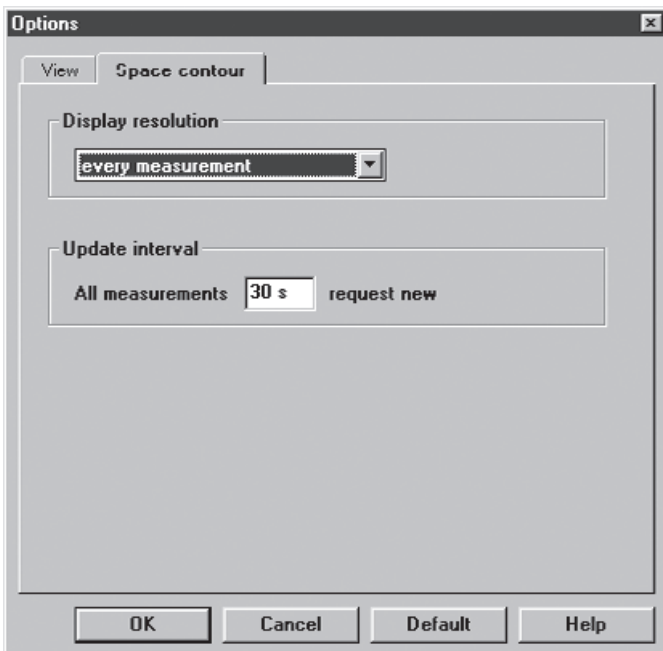 Options
View Space contour
Display resolution
every measurement
Update interval
All measurements 30 s request new
OK Cancel Default Help